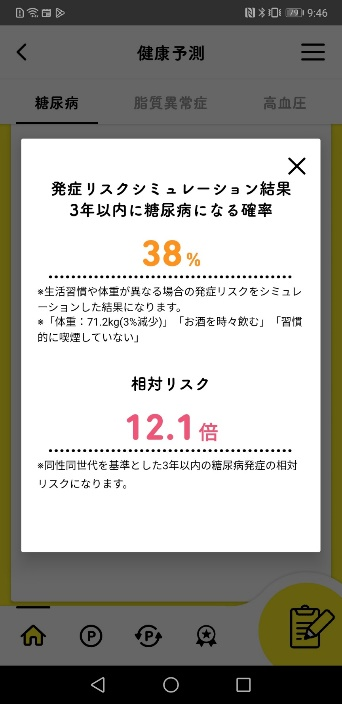 79 9:46
健康予測
糖尿病 脂質異常症 高血圧
発症リスクシミュレーション結果
3年以内に糖尿病になる確率
38%
※生活習慣や体重が異なる場合の発症リスクをシミュレ
ーションした結果になります。
※「体重：71.2kg(3%減少)」「お酒を時々飲む」「習慣
的に喫煙していない」
相対リスク
12.1倍
※同性同世代を基準とした3年以内の糖尿病発症の相対
リスクになります。
P P